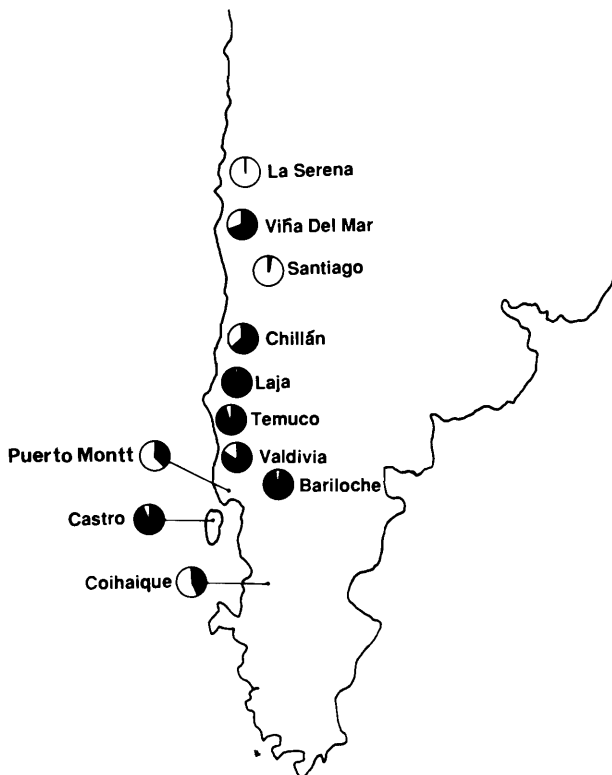 La Serena
Viña Del Mar
Santiago
Chillán
Laja
Temuco
Valdivia
Puerto Montt
Bariloche
Castro
Coihaique